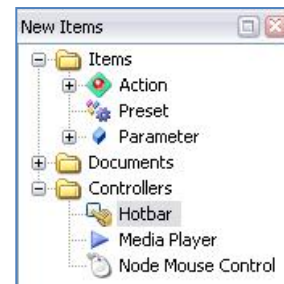 New Items
Items
Action
Preset
Parameter
Documents
Controllers
Hotbar
Media Player
Node Mouse Control